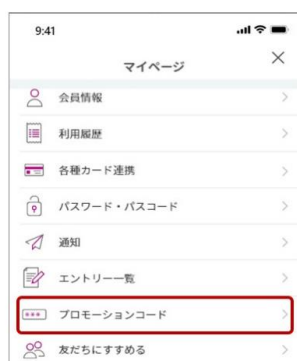 9:41
マイページ
会員情報
利用履歴
各種カード連携
パスワード・パスコード
通知
エントリー一覧
プロモーションコード
友だちにすすめる